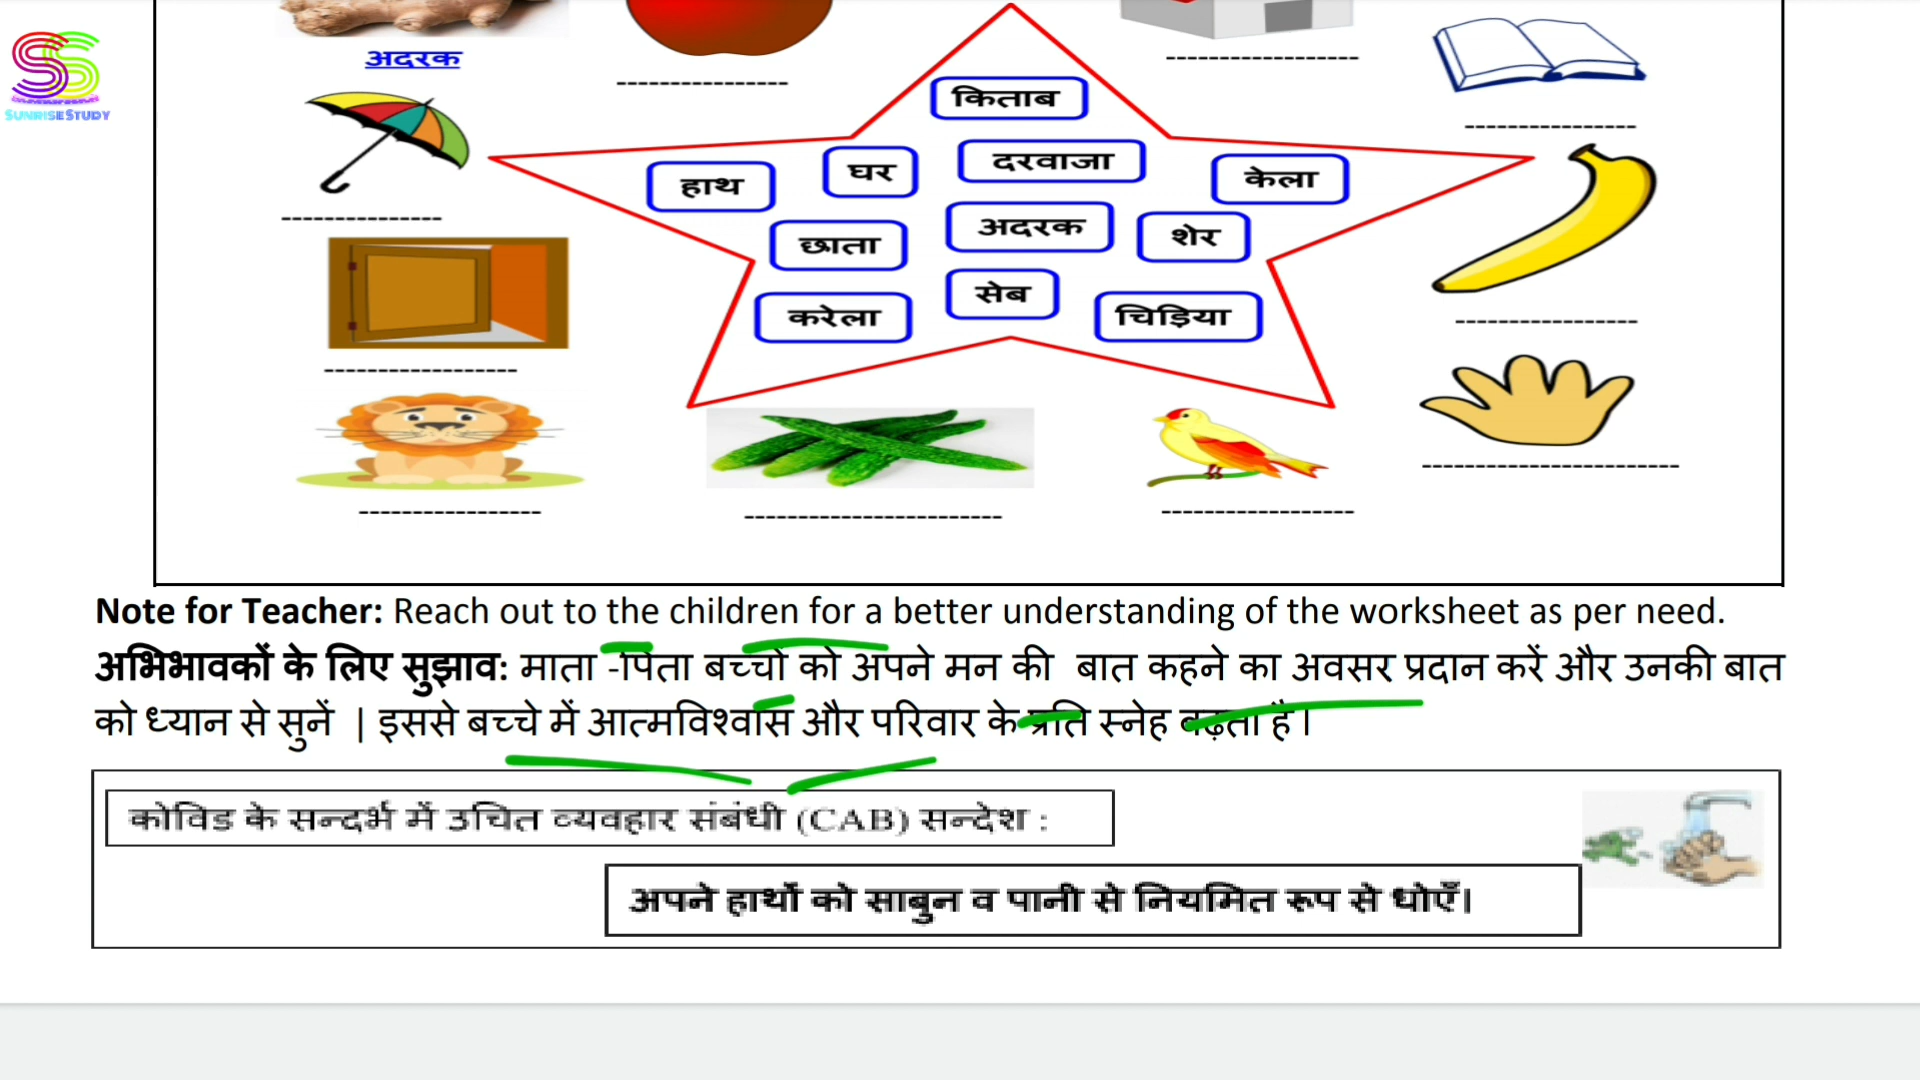 SS
SUNRISESTUDY
अदरक
किताब
हाथ
घर
दरवाजा
केला
छाता
अदरक
शेर
करेला
सेब
चिड़िया
Note for Teacher: Reach out to the children for a better understanding of the worksheet as per need.
अभिभावकों के लिए सुझाव: माता -पिता बच्चों को अपने मन की बात कहने का अवसर प्रदान करें और उनकी बात
को ध्यान से सुनें | इससे बच्चे में आत्मविश्वास और परिवार के प्रति स्नेह बढ़ता है।
कोविड के सन्दर्भ में उचित व्यवहार संबंधी (CAB) सन्देश :
अपने हाथों को साबुन व पानी से नियमित रूप से धोएँ।